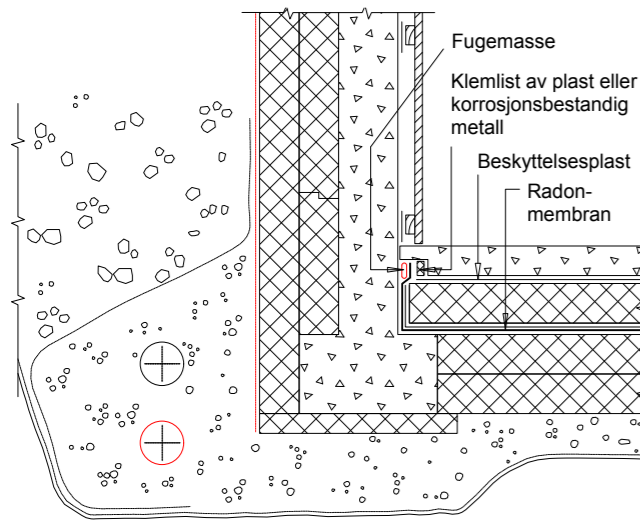 Fugemasse
Klemlist av plast eller
korrosjonsbestandig
metall
Beskyttelsesplast
Radon-
membran